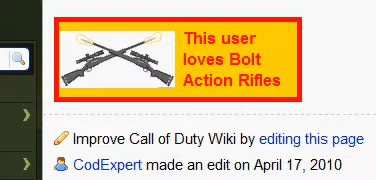 This user
loves Bolt
Action Rifles
Improve Call of Duty Wiki by editing this page
CodExpert made an edit on April 17, 2010